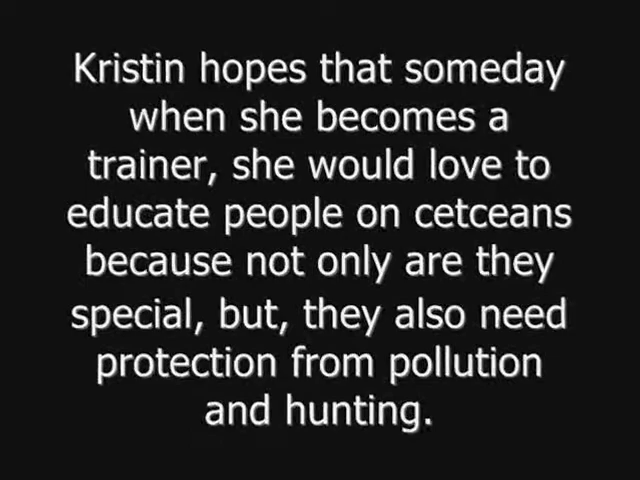 Kristin hopes that someday
when she becomes a
trainer, she would love to
educate people on cetceans
because not only are they
special, but, they also need
protection from pollution
and hunting.